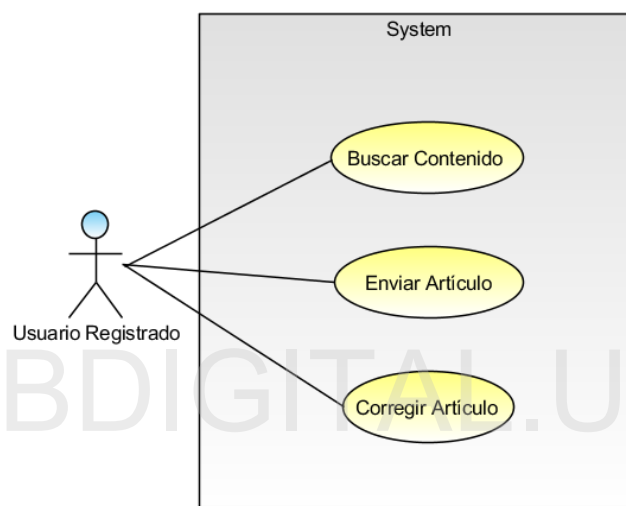 System
Buscar Contenido
Enviar Artículo
Usuario Registrado
BDIGITAL.U
Corregir Artículo